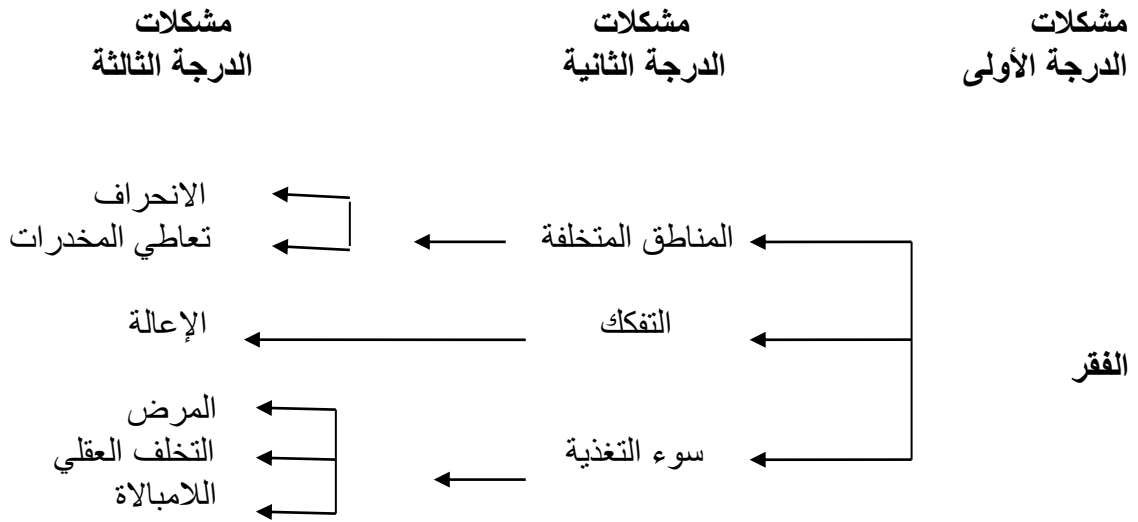 مشكلات مشكلات مشكلات
الدرجة الأولى الدرجة الثانية الدرجة الثالثة
الانحراف
المناطق المتخلفة تعاطي المخدرات
التفكك الإعالة
الفقر
المرض
سوء التغذية التخلف العقلي
اللامبالاة